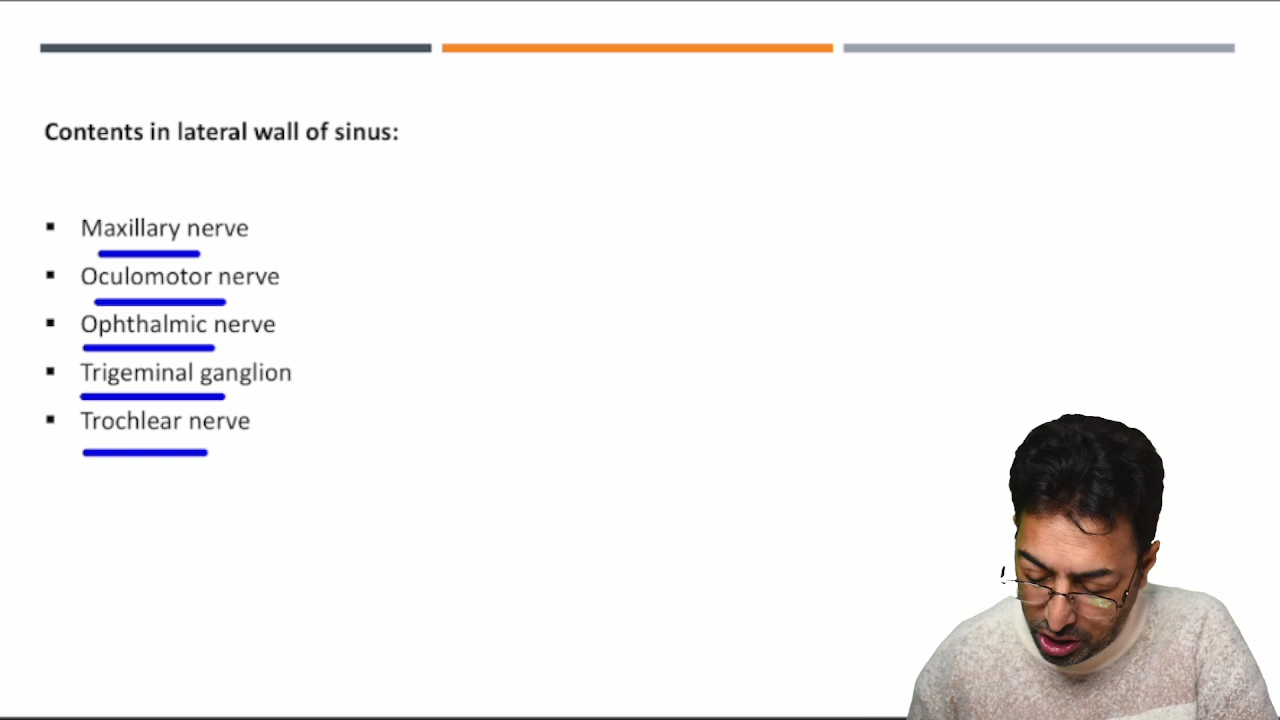 Contents in lateral wall of sinus:
Maxillary nerve
Oculomotor nerve
Ophthalmic nerve
Trigeminal ganglion
Trochlear nerve